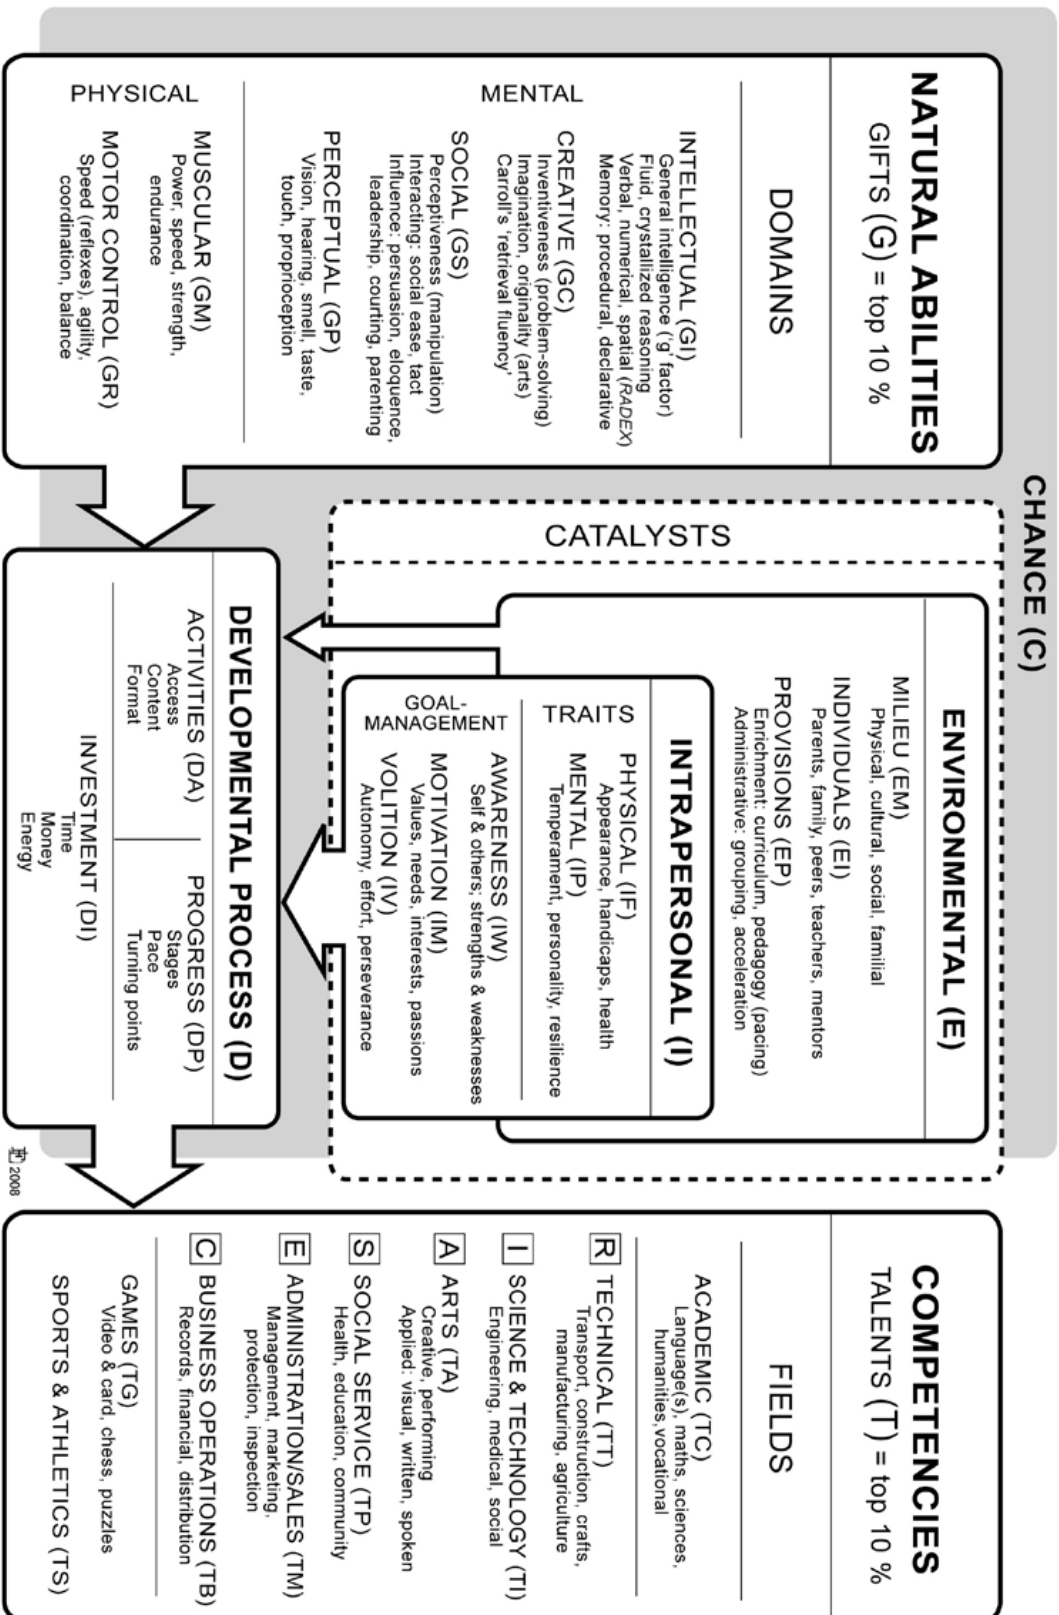 CHANCE (C)
NATURAL ABILITIES
GIFTS (G) = top 10 %
DOMAINS
MENTAL
INTELLECTUAL (GI)
General intelligence ('g' factor)
Fluid, crystallized reasoning
Verbal, numerical, spatial (RADEX)
Memory: procedural, declarative
CREATIVE (GC)
Inventiveness (problem-solving)
Imagination, originality (arts)
Carroll's 'retrieval fluency'
SOCIAL (GS)
Perceptiveness (manipulation)
Interacting: social ease, tact
Influence: persuasion, eloquence,
leadership, courting, parenting
PERCEPTUAL (GP)
Vision, hearing, smell, taste,
touch, proprioception
PHYSICAL
MUSCULAR (GM)
Power, speed, strength,
endurance
MOTOR CONTROL (GR)
Speed (reflexes), agility,
coordination, balance
CATALYSTS
ENVIRONMENTAL (E)
MILIEU (EM)
Physical, cultural, social, familial
INDIVIDUALS (EI)
Parents, family, peers, teachers, mentors
PROVISIONS (EP)
Enrichment: curriculum, pedagogy (pacing)
Administrative: grouping, acceleration
INTRAPERSONAL (I)
TRAITS
PHYSICAL (IF)
Appearance, handicaps, health
MENTAL (IP)
Temperament, personality, resilience
GOAL-
MANAGEMENT
AWARENESS (IW)
Self & others; strengths & weaknesses
MOTIVATION (IM)
Values, needs, interests, passions
VOLITION (IV)
Autonomy, effort, perseverance
DEVELOPMENTAL PROCESS (D)
ACTIVITIES (DA)
Access
Content
Format
PROGRESS (DP)
Stages
Pace
Turning points
INVESTMENT (DI)
Time
Money
Energy
COMPETENCIES
TALENTS (T) = top 10 %
FIELDS
ACADEMIC (TC)
Language(s), maths, sciences,
humanities, vocational
R TECHNICAL (TT)
Transport, construction, crafts,
manufacturing, agriculture
I SCIENCE & TECHNOLOGY (TI)
Engineering, medical, social
A ARTS (TA)
Creative, performing
Applied: visual, written, spoken
S SOCIAL SERVICE (TP)
Health, education, community
E ADMINISTRATION/SALES (TM)
Management, marketing,
protection, inspection
C BUSINESS OPERATIONS (TB)
Records, financial, distribution
GAMES (TG)
Video & card, chess, puzzles
SPORTS & ATHLETICS (TS)
2008